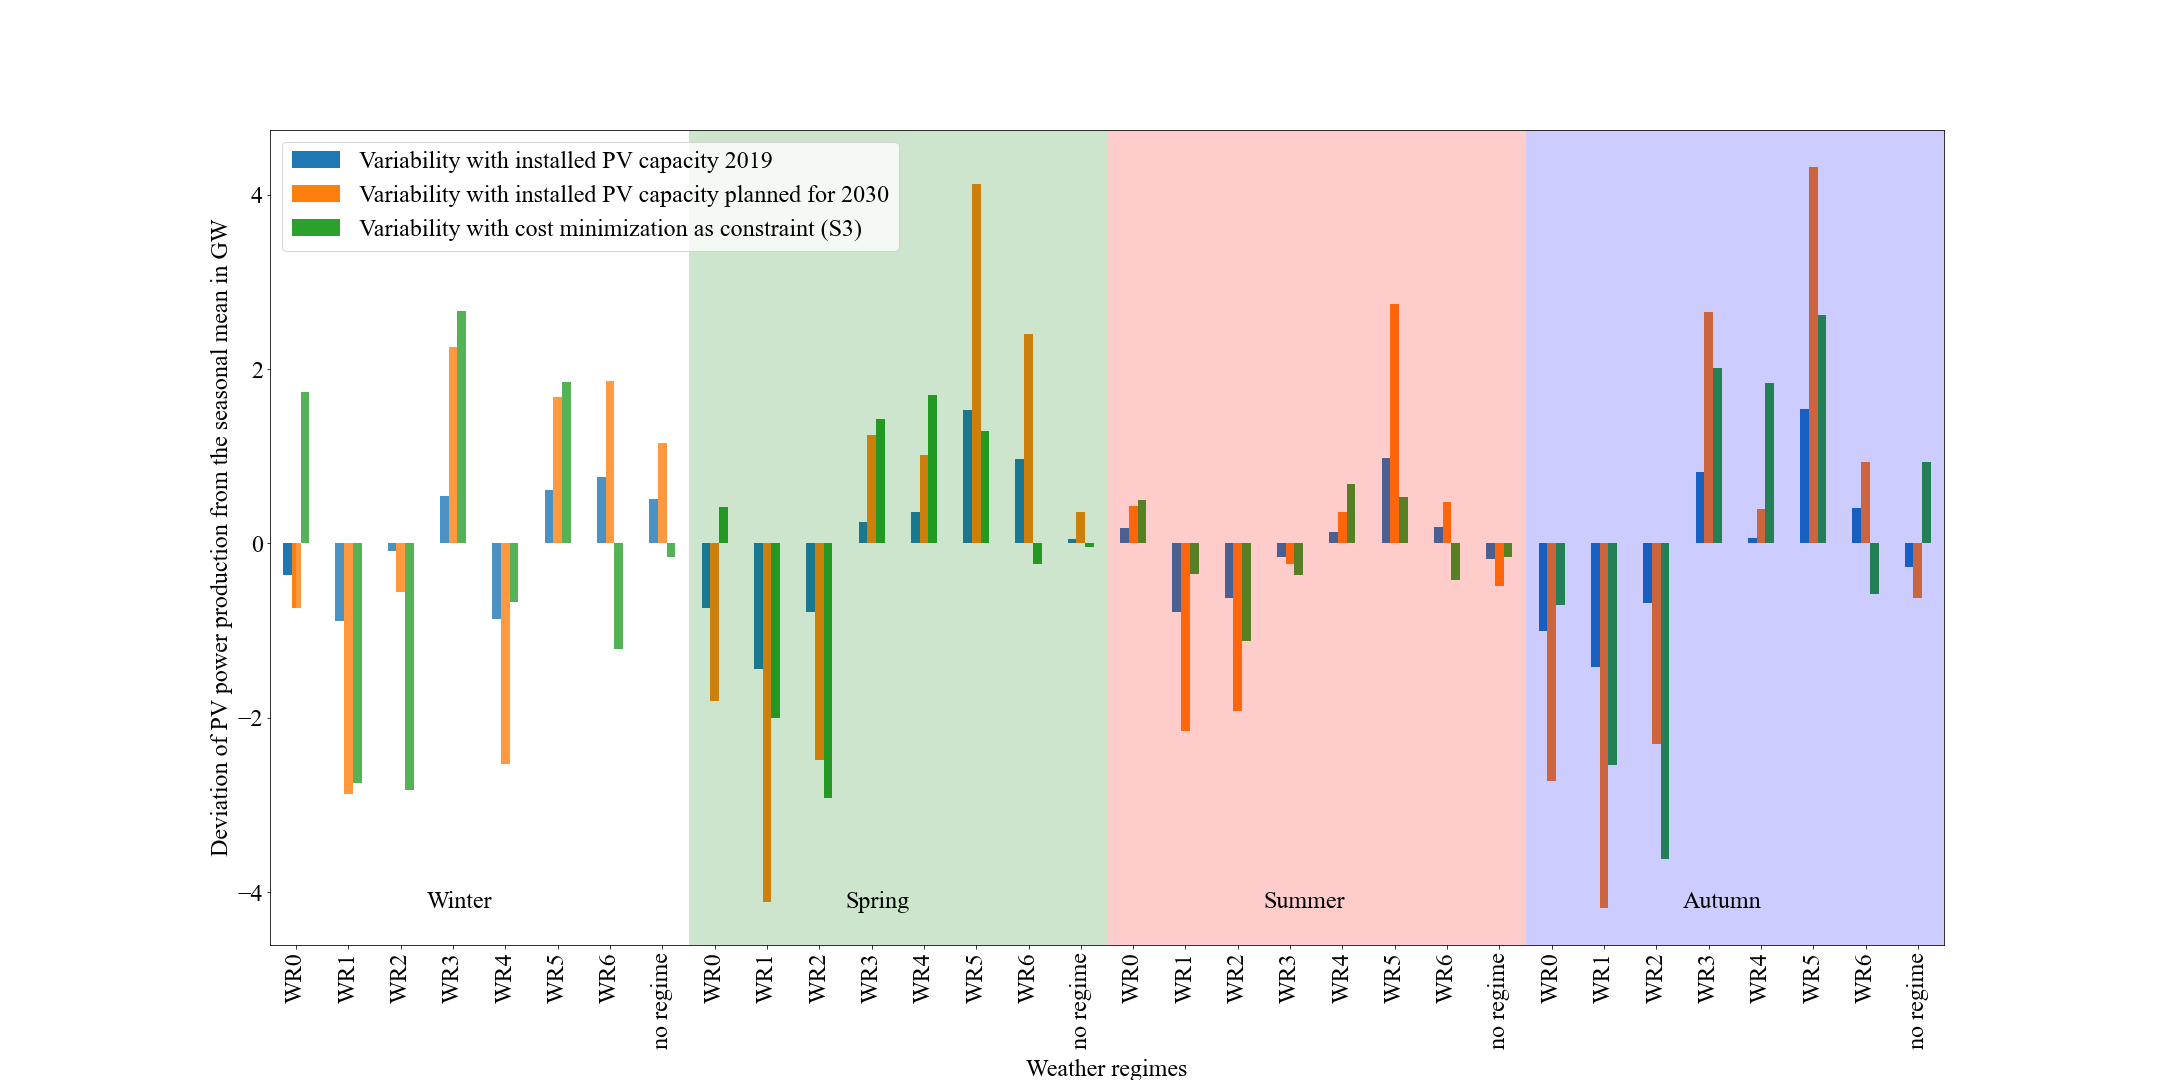 Variability with installed PV capacity 2019
Variability with installed PV capacity planned for 2030
Variability with cost minimization as constraint (S3)
Deviation of PV power production from the seasonal mean in GW
4
2
0
−2
−4
Winter
Spring
Summer
Autumn
WR0
WR1
WR2
WR3
WR4
WR5
WR6
no regime
WR0
WR1
WR2
WR3
WR4
WR5
WR6
no regime
WR0
WR1
WR2
WR3
WR4
WR5
WR6
no regime
WR0
WR1
WR2
WR3
WR4
WR5
WR6
no regime
Weather regimes